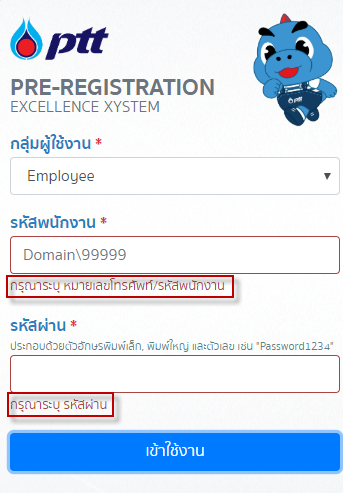 ptt
PRE-REGISTRATION
EXCELLENCE XYSTEM
กลุ่มผู้ใช้งาน *
Employee
รหัสพนักงาน *
Domain\99999
กรุณาระบุ หมายเลขโทรศัพท์/รหัสพนักงาน
รหัสผ่าน *
ประกอบด้วยตัวอักษรพิมพ์เล็ก, พิมพ์ใหญ่ และตัวเลข เช่น "Password1234"
กรุณาระบุ รหัสผ่าน
เข้าใช้งาน